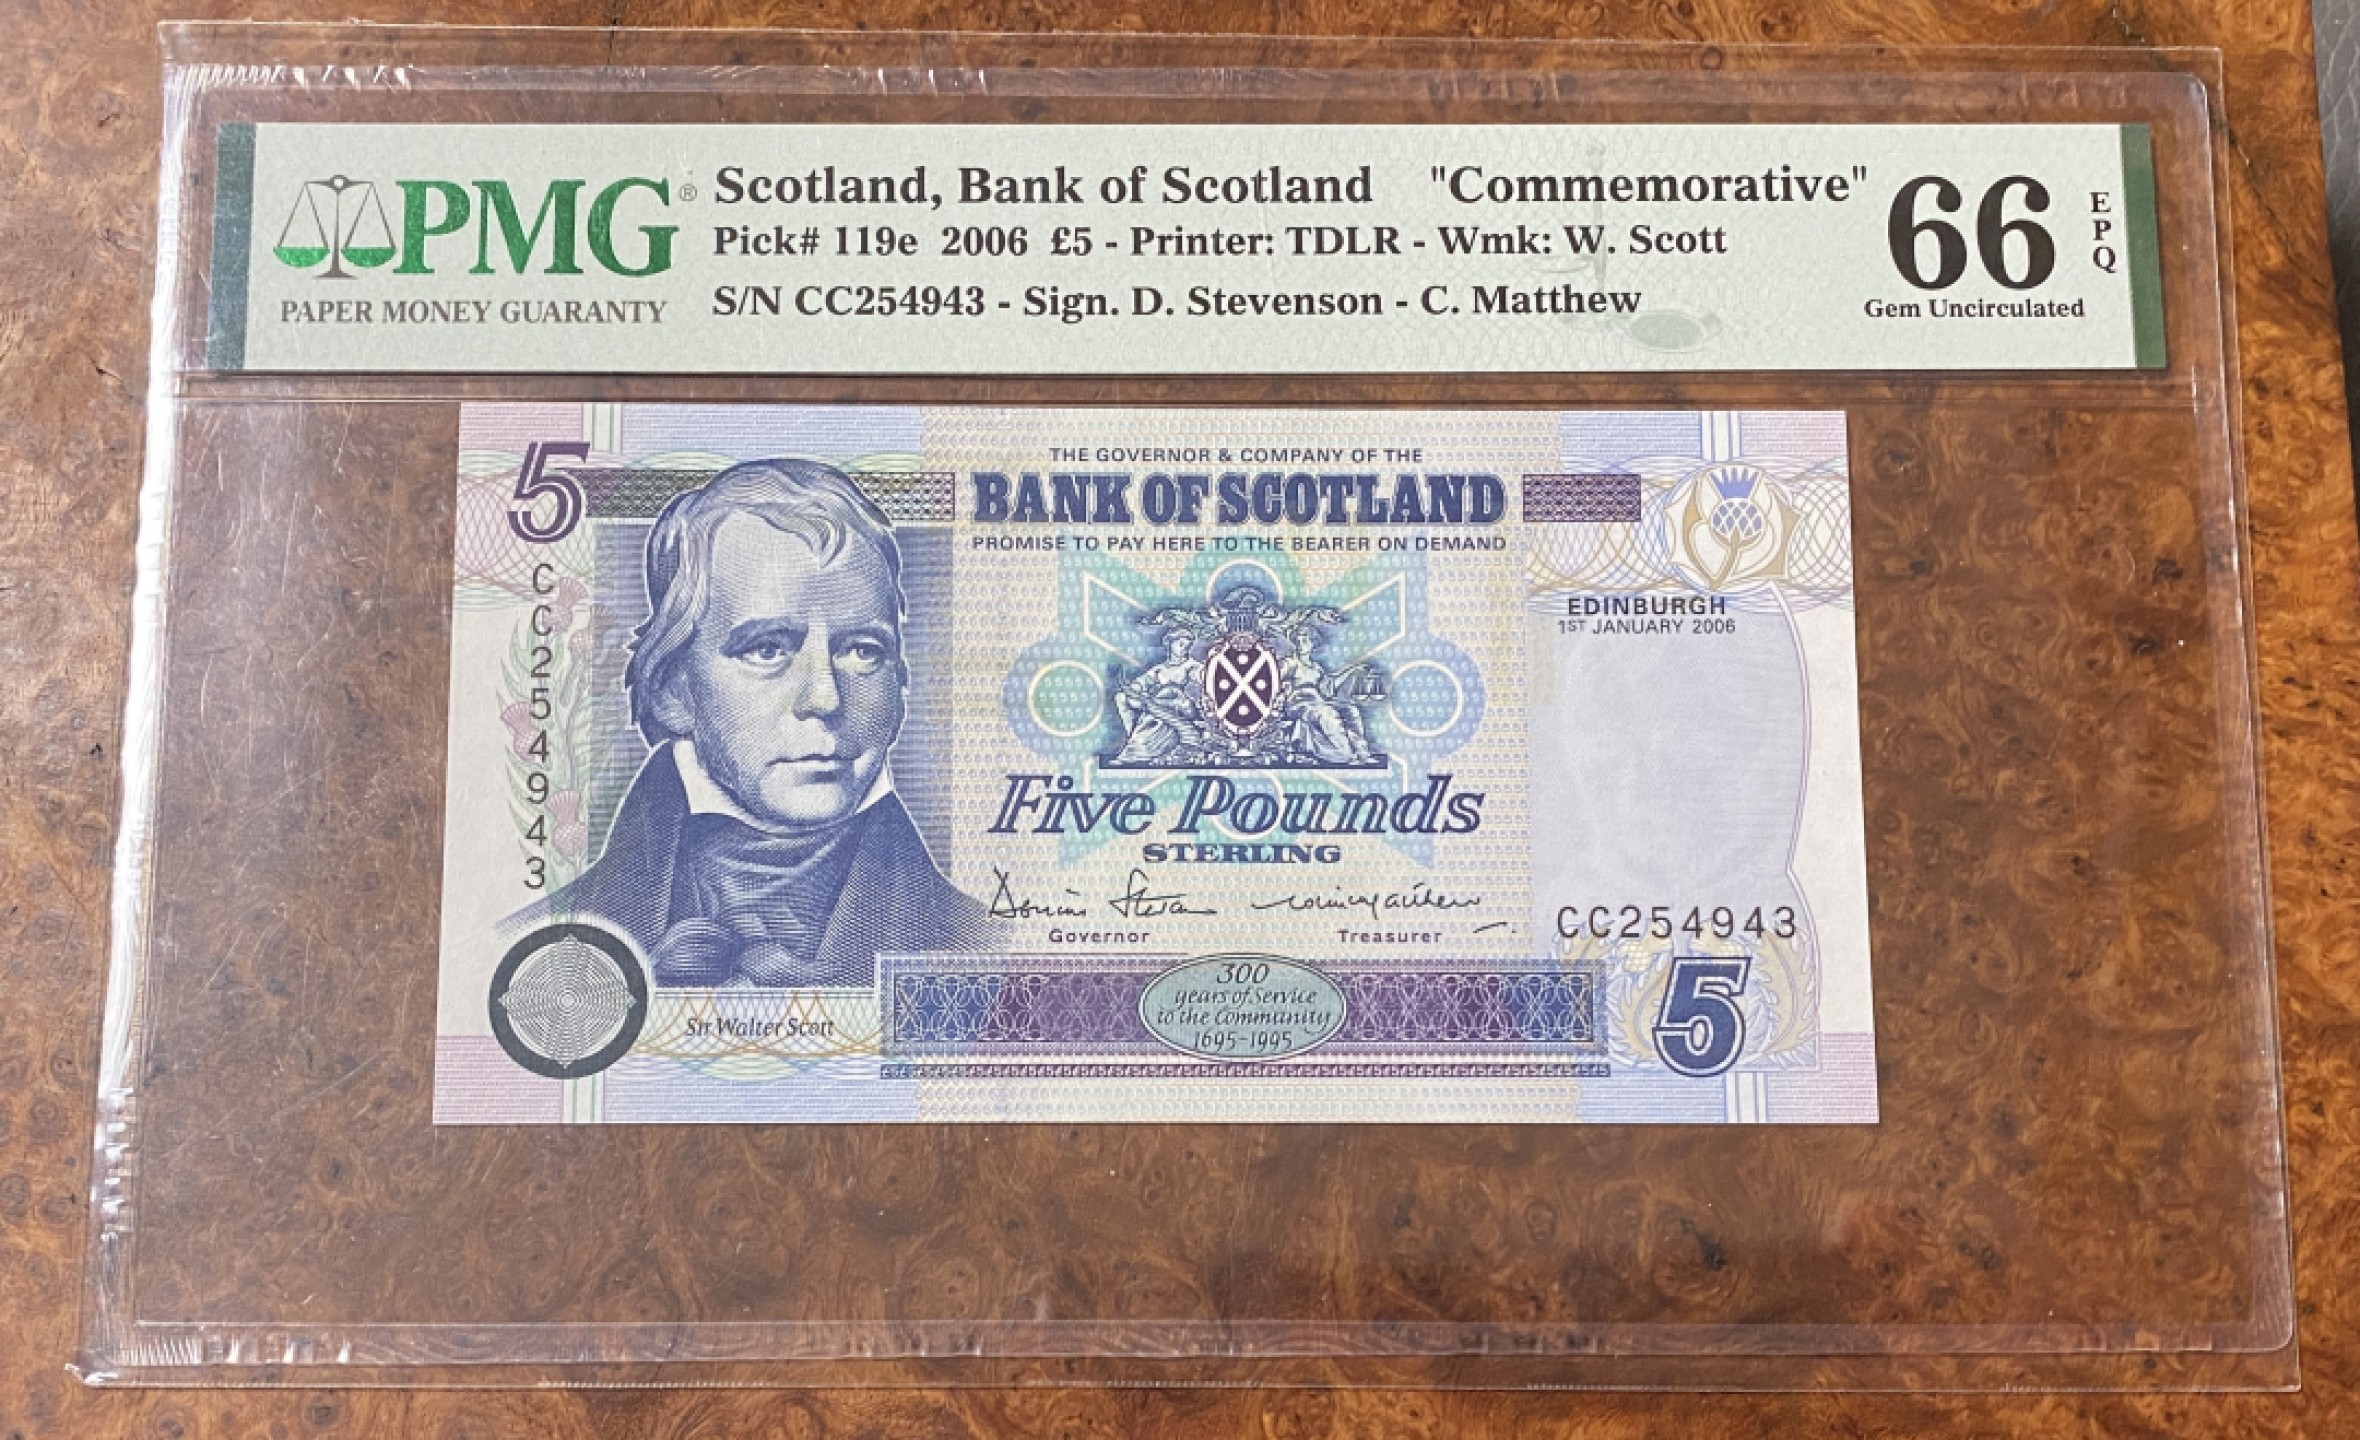 PMG®
PAPER MONEY GUARANTY
Scotland, Bank of Scotland "Commemorative"
Pick# 119e 2006 £5 - Printer: TDLR - Wmk: W. Scott
S/N CC254943 - Sign. D. Stevenson - C. Matthew
66
EPQ
Gem Uncirculated
5
THE GOVERNOR & COMPANY OF THE
BANK OF SCOTLAND
PROMISE TO PAY HERE TO THE BEARER ON DEMAND
CC254943
EDINBURGH
1ST JANUARY 2006
Five Pounds
STERLING
Governor
Treasurer
CC254943
Sir Walter Scott
300
years of Service
to the Community
1695-1995
5